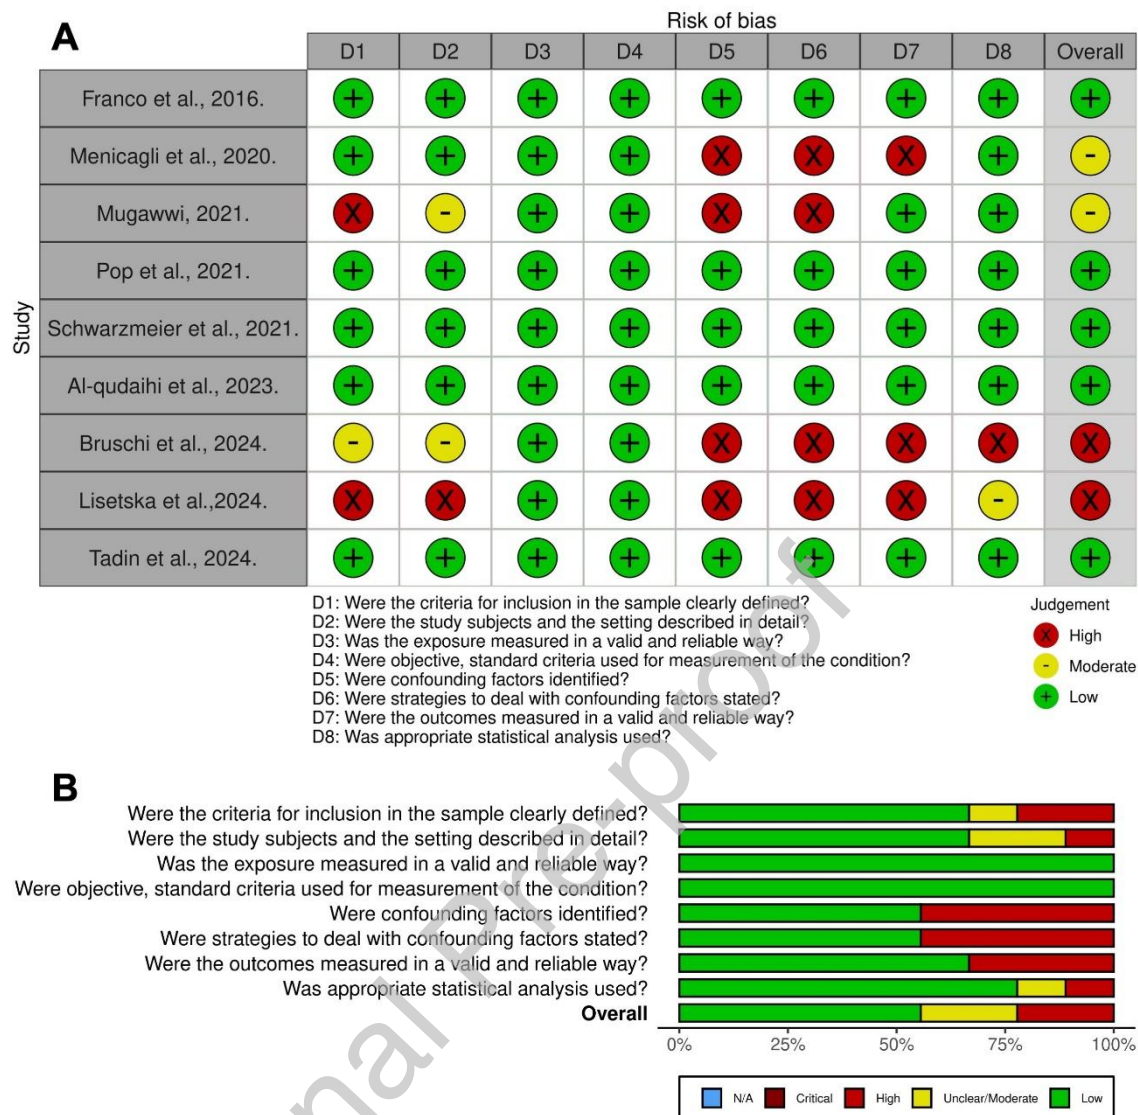 A
Risk of bias
D1 D2 D3 D4 D5 D6 D7 D8 Overall
Study
Franco et al., 2016. + + + + + + + + +
Menicagli et al., 2020. + + + + X X X + -
Mugawwi, 2021. X - + + X X + + -
Pop et al., 2021. + + + + + + + + +
Schwarzmeier et al., 2021. + + + + + + + + +
Al-qudaihi et al., 2023. + + + + + + + + +
Bruschi et al., 2024. - - + + X X X X X
Lisetska et al.,2024. X X + + X X X - X
Tadin et al., 2024. + + + + + + + + +
D1: Were the criteria for inclusion in the sample clearly defined?
D2: Were the study subjects and the setting described in detail?
D3: Was the exposure measured in a valid and reliable way?
D4: Were objective, standard criteria used for measurement of the condition?
D5: Were confounding factors identified?
D6: Were strategies to deal with confounding factors stated?
D7: Were the outcomes measured in a valid and reliable way?
D8: Was appropriate statistical analysis used?
Judgement
X High
- Moderate
+ Low
B
Were the criteria for inclusion in the sample clearly defined?
Were the study subjects and the setting described in detail?
Was the exposure measured in a valid and reliable way?
Were objective, standard criteria used for measurement of the condition?
Were confounding factors identified?
Were strategies to deal with confounding factors stated?
Were the outcomes measured in a valid and reliable way?
Was appropriate statistical analysis used?
Overall
0% 25% 50% 75% 100%
N/A Critical High Unclear/Moderate Low
nal Pre-proof